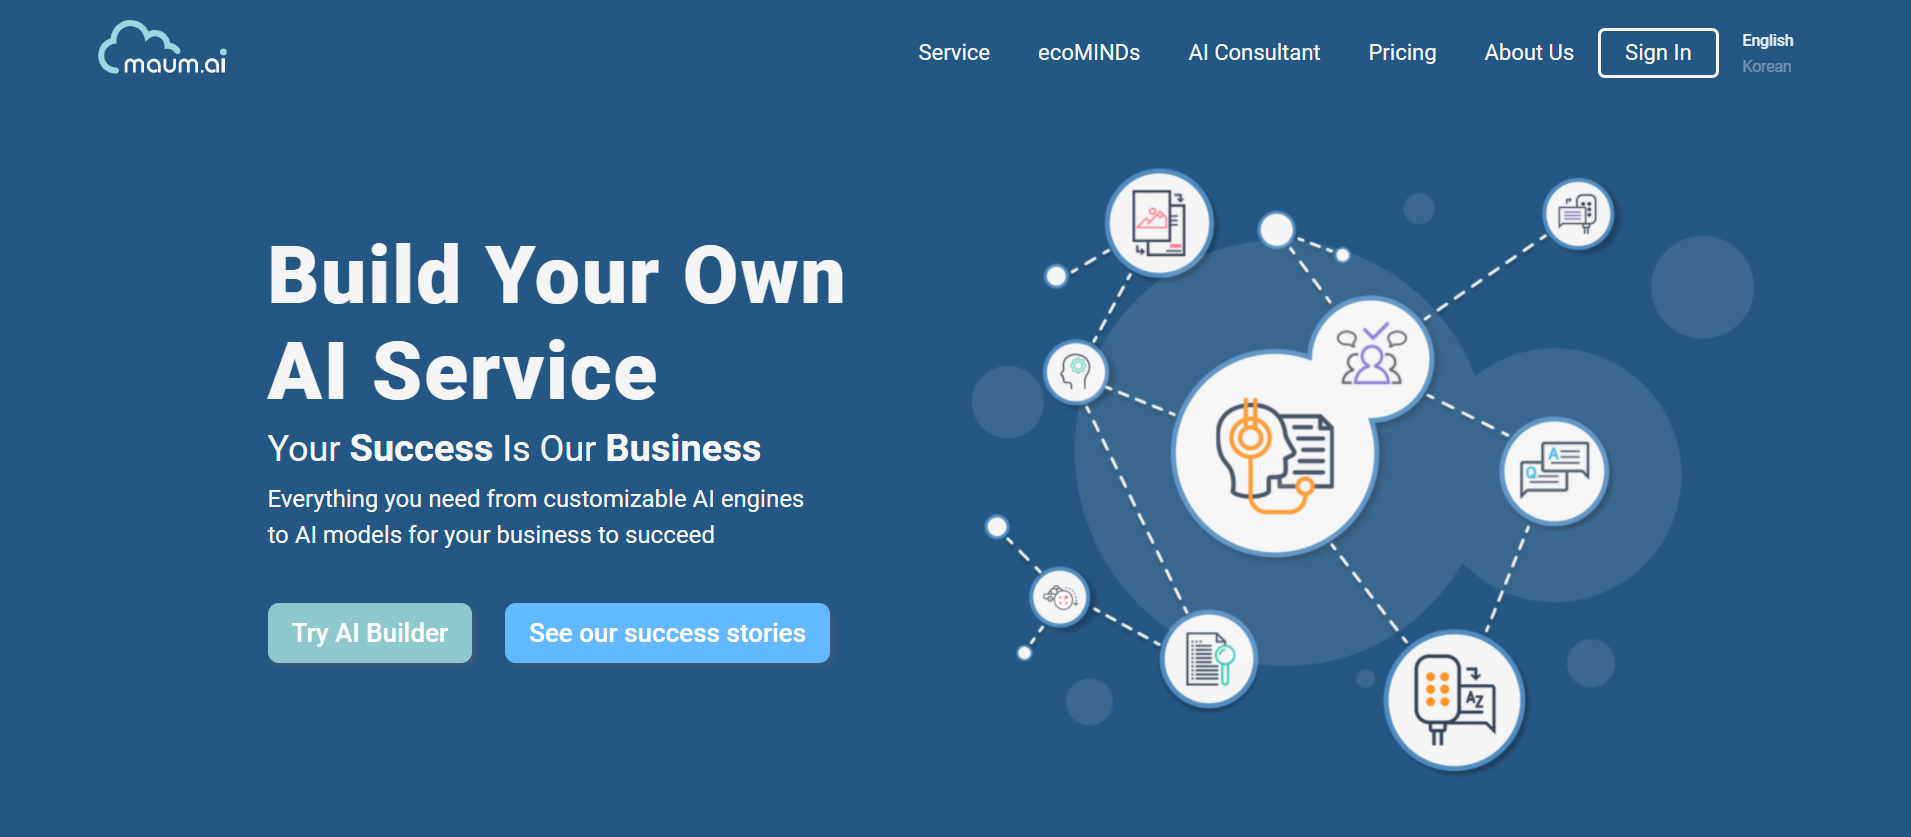 maum.ai
Service
ecoMINDs
AI Consultant
Pricing
About Us
Sign In
English
Korean
Build Your Own
AI Service
Your Success Is Our Business
Everything you need from customizable AI engines
to AI models for your business to succeed
Try AI Builder
See our success stories
A
Q
AZ